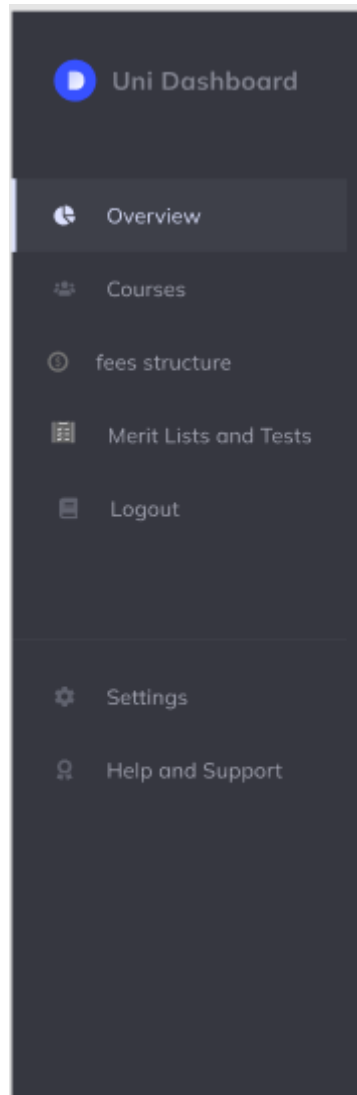 Uni Dashboard
Overview
Courses
fees structure
Merit Lists and Tests
Logout
Settings
Help and Support